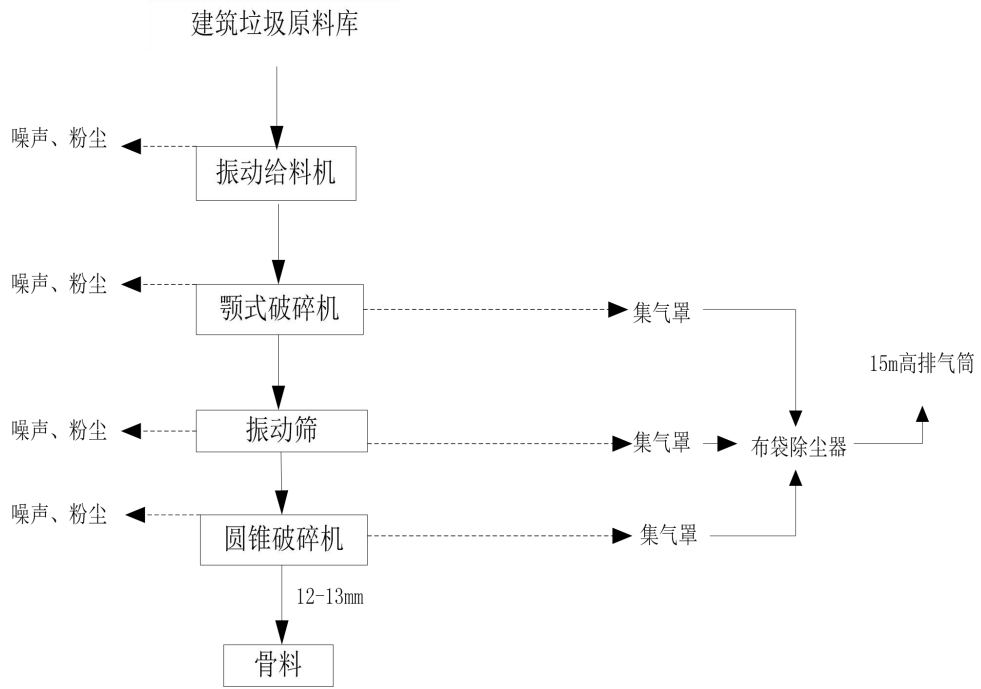 建筑垃圾原料库
噪声、粉尘
振动给料机
噪声、粉尘
颚式破碎机
集气罩
15m高排气筒
噪声、粉尘
振动筛
集气罩
布袋除尘器
噪声、粉尘
圆锥破碎机
集气罩
12-13mm
骨料